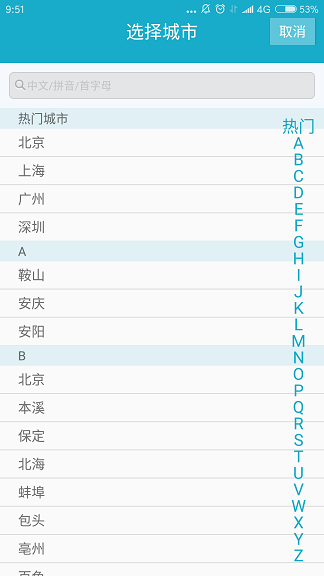 9:51
4G
53%
选择城市
取消
中文/拼音/首字母
热门城市
北京
上海
广州
深圳
A
鞍山
安庆
安阳
B
北京
本溪
保定
北海
蚌埠
包头
亳州
百色
热门
A
B
C
D
E
F
G
H
I
J
K
L
M
N
O
P
Q
R
S
T
U
V
W
X
Y
Z